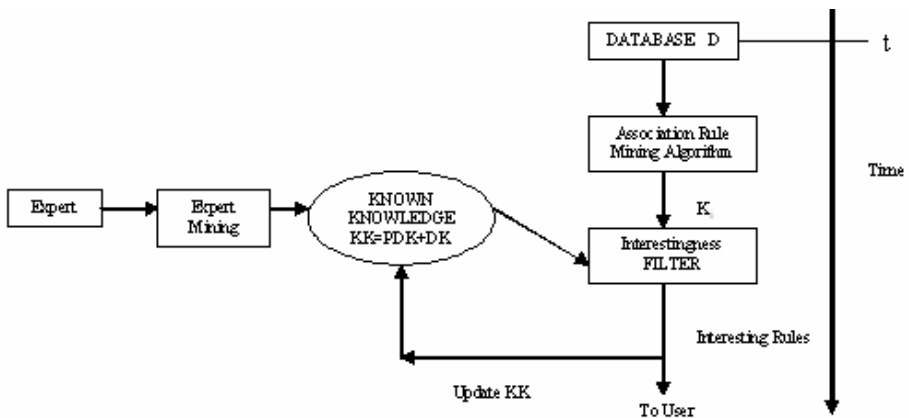 DATABASE D
t
Association Rule
Mining Algorithm
Time
Expert
Expert
Mining
KNOWN
KNOWLEDGE
KK=PDK+DK
K
Interestingness
FILTER
Interesting Rules
Update KK
To User